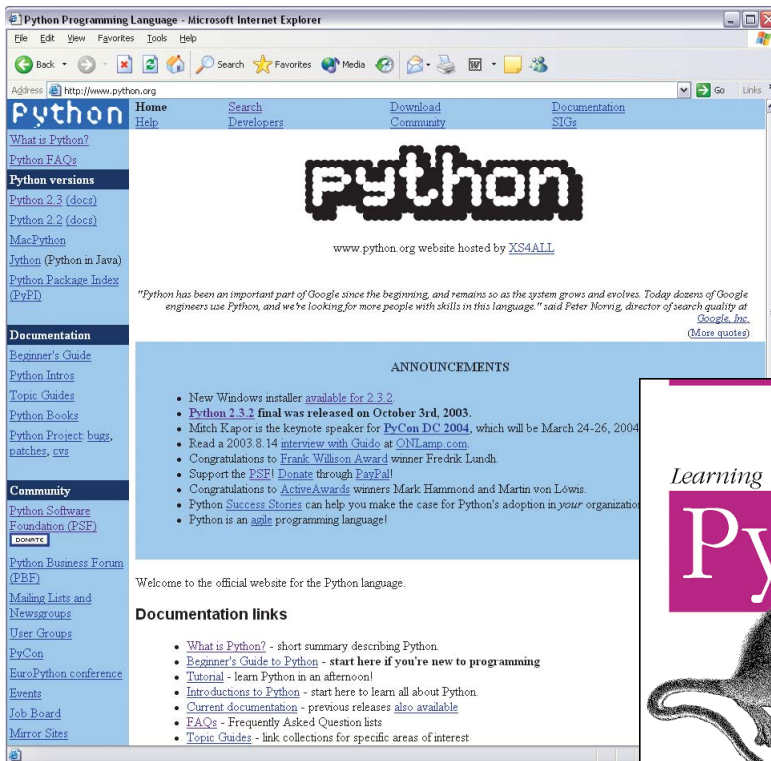 Python Programming Language - Microsoft Internet Explorer
File Edit View Favorites Tools Help
Back Search Favorites Media
Address http://www.python.org Go Links
Python
Home Search Download Documentation
Help Developers Community SIGs
What is Python?
Python FAQs
Python versions
Python 2.3 (docs)
Python 2.2 (docs)
MacPython
Jython (Python in Java)
Python Package Index
(PyPI)
Documentation
Beginner's Guide
Python Intros
Topic Guides
Python Books
Python Project: bugs,
patches, cvs
Community
Python Software
Foundation (PSF)
DONATE
Python Business Forum
(PBF)
Mailing Lists and
Newsgroups
User Groups
PyCon
EuroPython conference
Events
Job Board
Mirror Sites
python
www.python.org website hosted by XS4ALL
"Python has been an important part of Google since the beginning, and remains so as the system grows and evolves. Today dozens of Google
engineers use Python, and we're looking for more people with skills in this language." said Peter Norvig, director of search quality at
Google, Inc.
(More quotes)
ANNOUNCEMENTS
• New Windows installer available for 2.3.2.
• Python 2.3.2 final was released on October 3rd, 2003.
• Mitch Kapor is the keynote speaker for PyCon DC 2004, which will be March 24-26, 2004
• Read a 2003.8.14 interview with Guido at ONLamp.com.
• Congratulations to Frank Willison Award winner Fredrik Lundh.
• Support the PSF! Donate through PayPal!
• Congratulations to ActiveAwards winners Mark Hammond and Martin von Löwis.
• Python Success Stories can help you make the case for Python's adoption in your organization
• Python is an agile programming language!
Welcome to the official website for the Python language.
Documentation links
• What is Python? - short summary describing Python.
• Beginner's Guide to Python - start here if you're new to programming
• Tutorial - learn Python in an afternoon!
• Introductions to Python - start here to learn all about Python.
• Current documentation - previous releases also available
• FAQs - Frequently Asked Question lists
• Topic Guides - link collections for specific areas of interest
Learning
Py